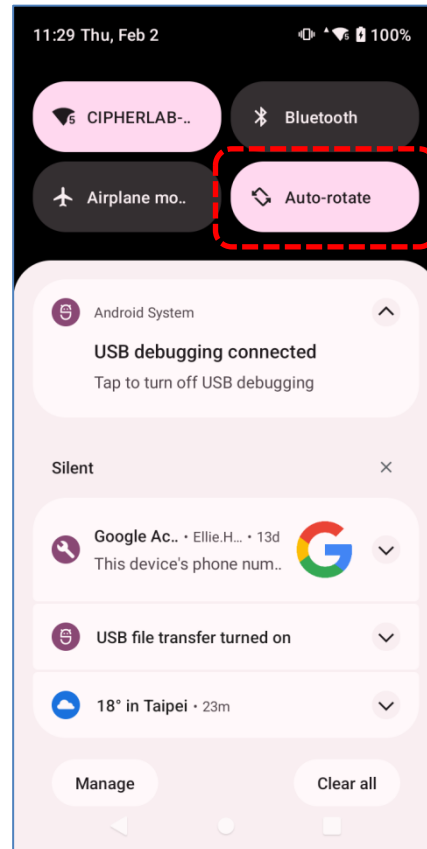 11:29 Thu, Feb 2 100%
CIPHERLAB-.. Bluetooth
Airplane mo.. Auto-rotate
Android System
USB debugging connected
Tap to turn off USB debugging
Silent
Google Ac.. • Ellie.H... • 13d
This device's phone num..
USB file transfer turned on
18° in Taipei • 23m
Manage Clear all